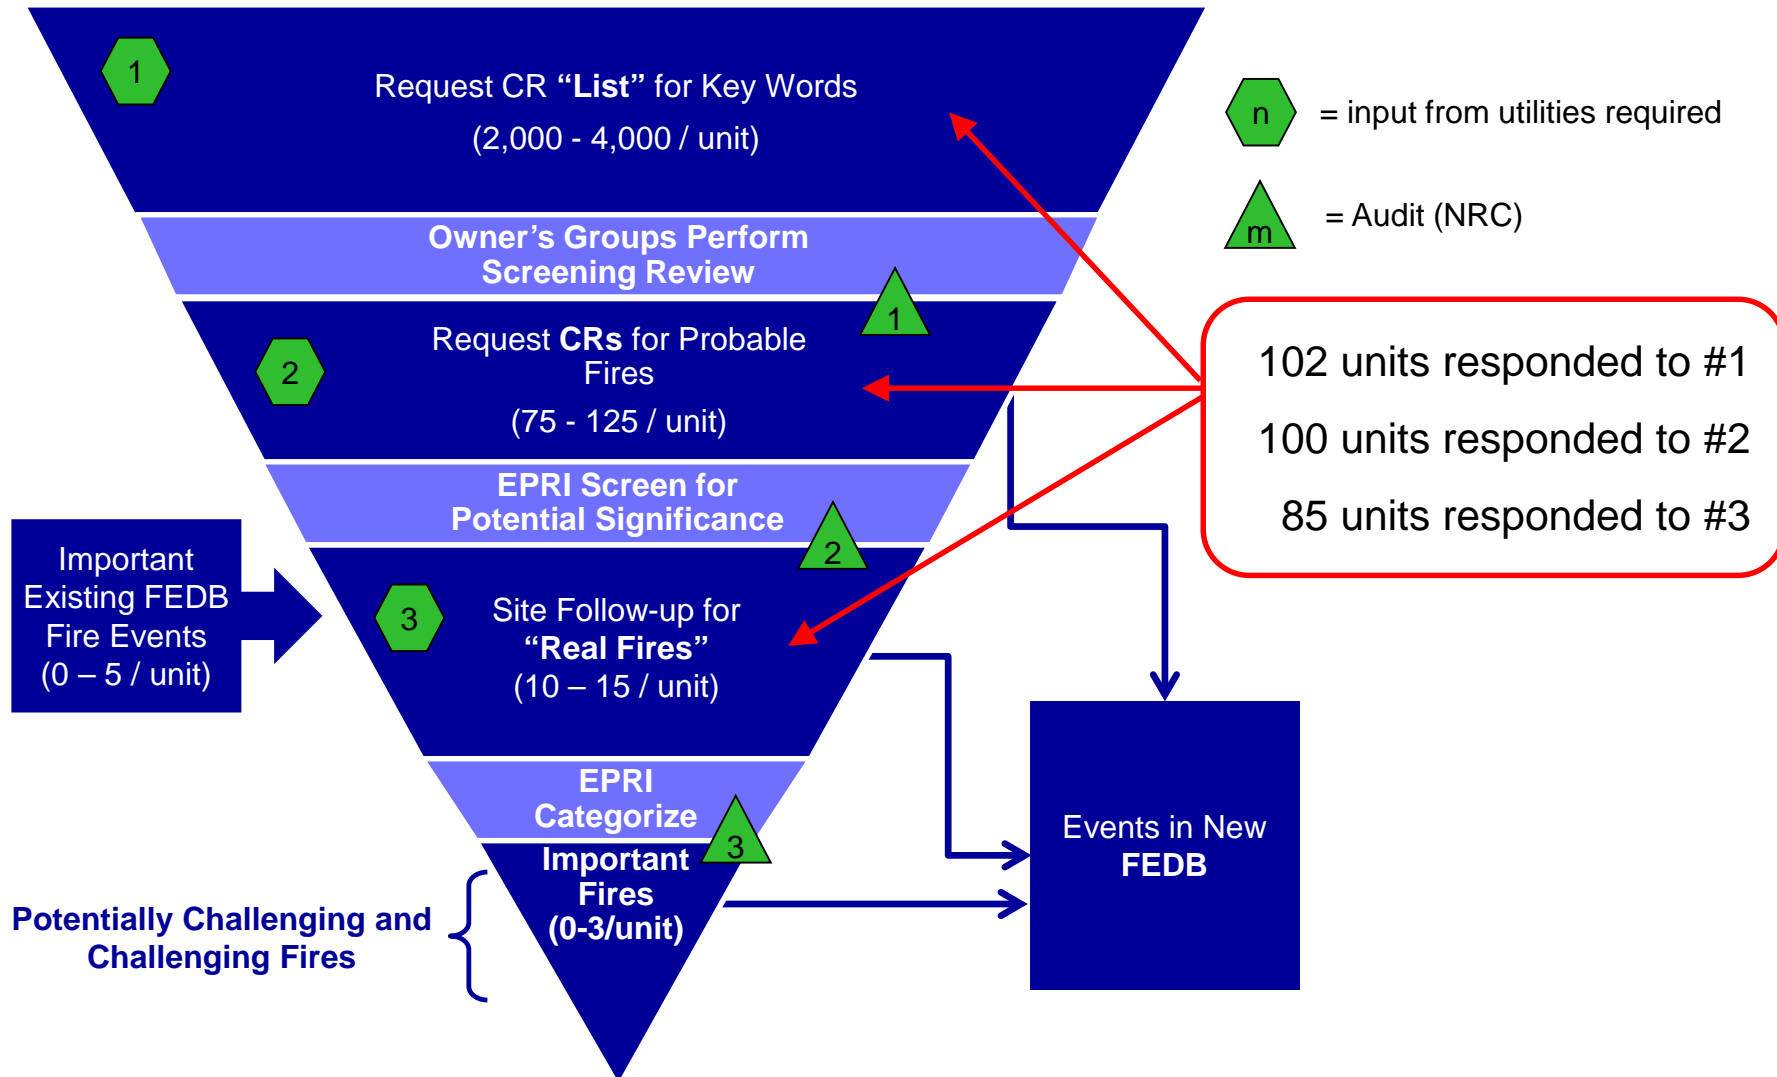 1
Request CR “List” for Key Words
(2,000 - 4,000 / unit)
n
= input from utilities required
m
= Audit (NRC)
Owner’s Groups Perform
Screening Review
1
2
Request CRs for Probable
Fires
(75 - 125 / unit)
102 units responded to #1
100 units responded to #2
85 units responded to #3
EPRI Screen for
Potential Significance
2
Important
Existing FEDB
Fire Events
(0 – 5 / unit)
3
Site Follow-up for
“Real Fires”
(10 – 15 / unit)
EPRI
Categorize
3
Important
Fires
(0-3/unit)
Events in New
FEDB
Potentially Challenging and
Challenging Fires